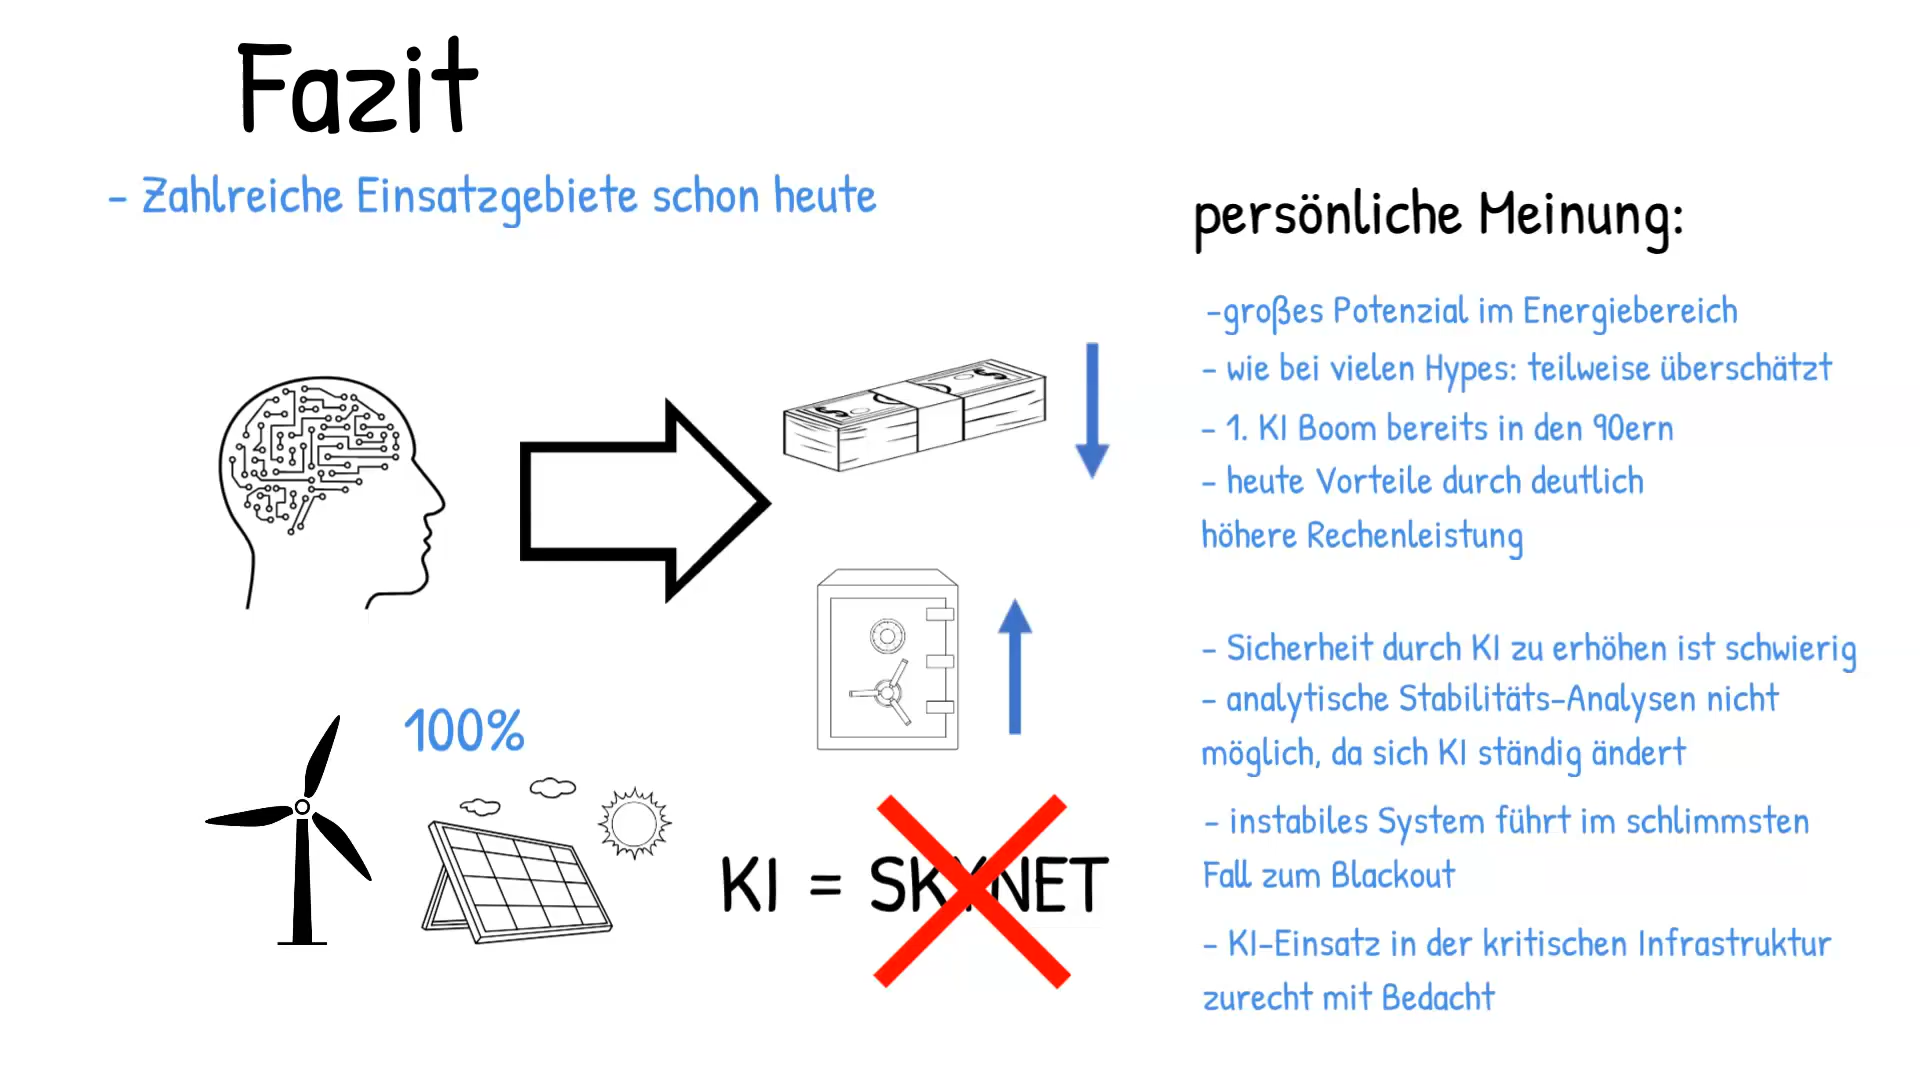 Fazit
- Zahlreiche Einsatzgebiete schon heute
100%
KI = SKYNET
persönliche Meinung:
-großes Potenzial im Energiebereich
- wie bei vielen Hypes: teilweise überschätzt
- 1. KI Boom bereits in den 90ern
- heute Vorteile durch deutlich
höhere Rechenleistung
- Sicherheit durch KI zu erhöhen ist schwierig
- analytische Stabilitäts-Analysen nicht
möglich, da sich KI ständig ändert
- instabiles System führt im schlimmsten
Fall zum Blackout
- KI-Einsatz in der kritischen Infrastruktur
zurecht mit Bedacht